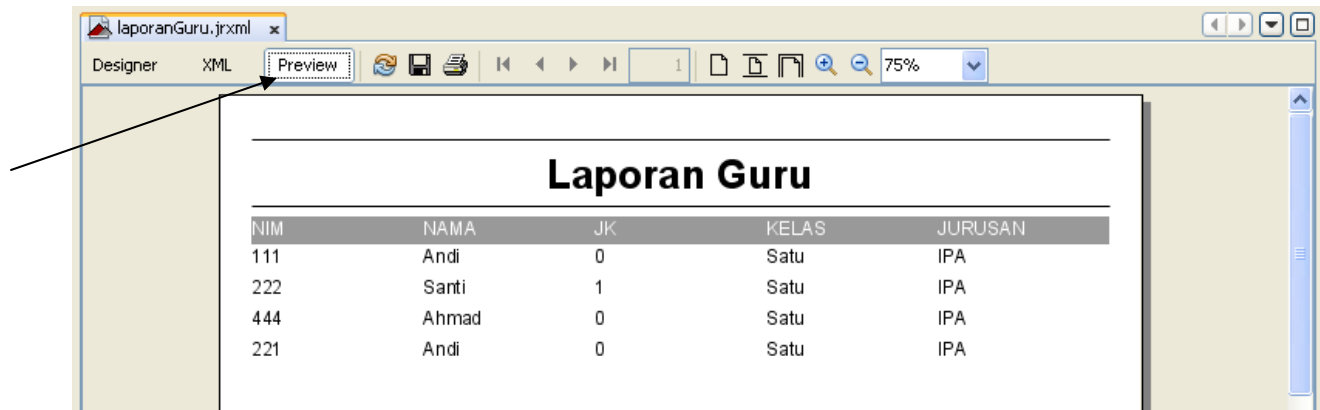 laporanGuru.jrxml
Designer XML Preview 1 75%
Laporan Guru
NIM NAMA JK KELAS JURUSAN
111 Andi 0 Satu IPA
222 Santi 1 Satu IPA
444 Ahmad 0 Satu IPA
221 Andi 0 Satu IPA